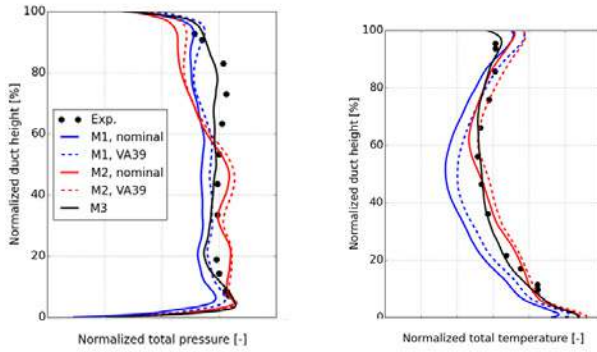 100
80
60
40
20
0
Normalized duct height [%]
Exp.
M1, nominal
M1, VA39
M2, nominal
M2, VA39
M3
Normalized total pressure [-]
100
80
60
40
20
0
Normalized duct height [%]
Normalized total temperature [-]